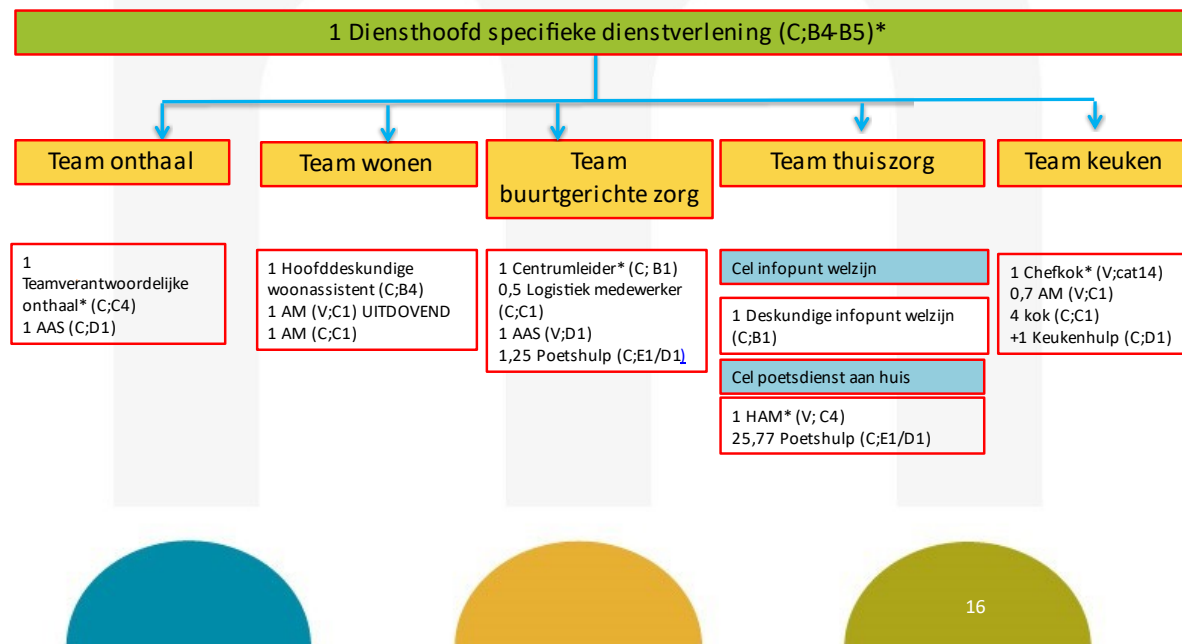 1 Diensthoofd specifieke dienstverlening (C;B4-B5)*
Team onthaal
1
Teamverantwoordelijke
onthaal* (C;C4)
1 AAS (C;D1)
Team wonen
1 Hoofddeskundige
woonassistent (C;B4)
1 AM (V;C1) UITDOVEND
1 AM (C;C1)
Team
buurtgerichte zorg
1 Centrumleider* (C; B1)
0,5 Logistiek medewerker
(C;C1)
1 AAS (V;D1)
1,25 Poetshulp (C;E1/D1)
Team thuiszorg
Cel infopunt welzijn
1 Deskundige infopunt welzijn
(C;B1)
Cel poetsdienst aan huis
1 HAM* (V; C4)
25,77 Poetshulp (C;E1/D1)
Team keuken
1 Chefkok* (V;cat14)
0,7 AM (V;C1)
4 kok (C;C1)
+1 Keukenhulp (C;D1)
16